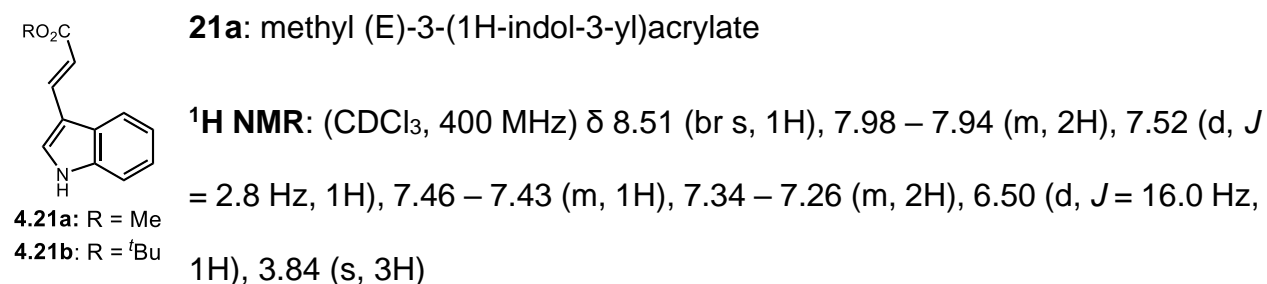 RO₂C
N
H
4.21a: R = Me
4.21b: R = ᵗBu
21a: methyl (E)-3-(1H-indol-3-yl)acrylate
¹H NMR: (CDCl₃, 400 MHz) δ 8.51 (br s, 1H), 7.98 – 7.94 (m, 2H), 7.52 (d, J
= 2.8 Hz, 1H), 7.46 – 7.43 (m, 1H), 7.34 – 7.26 (m, 2H), 6.50 (d, J = 16.0 Hz,
1H), 3.84 (s, 3H)